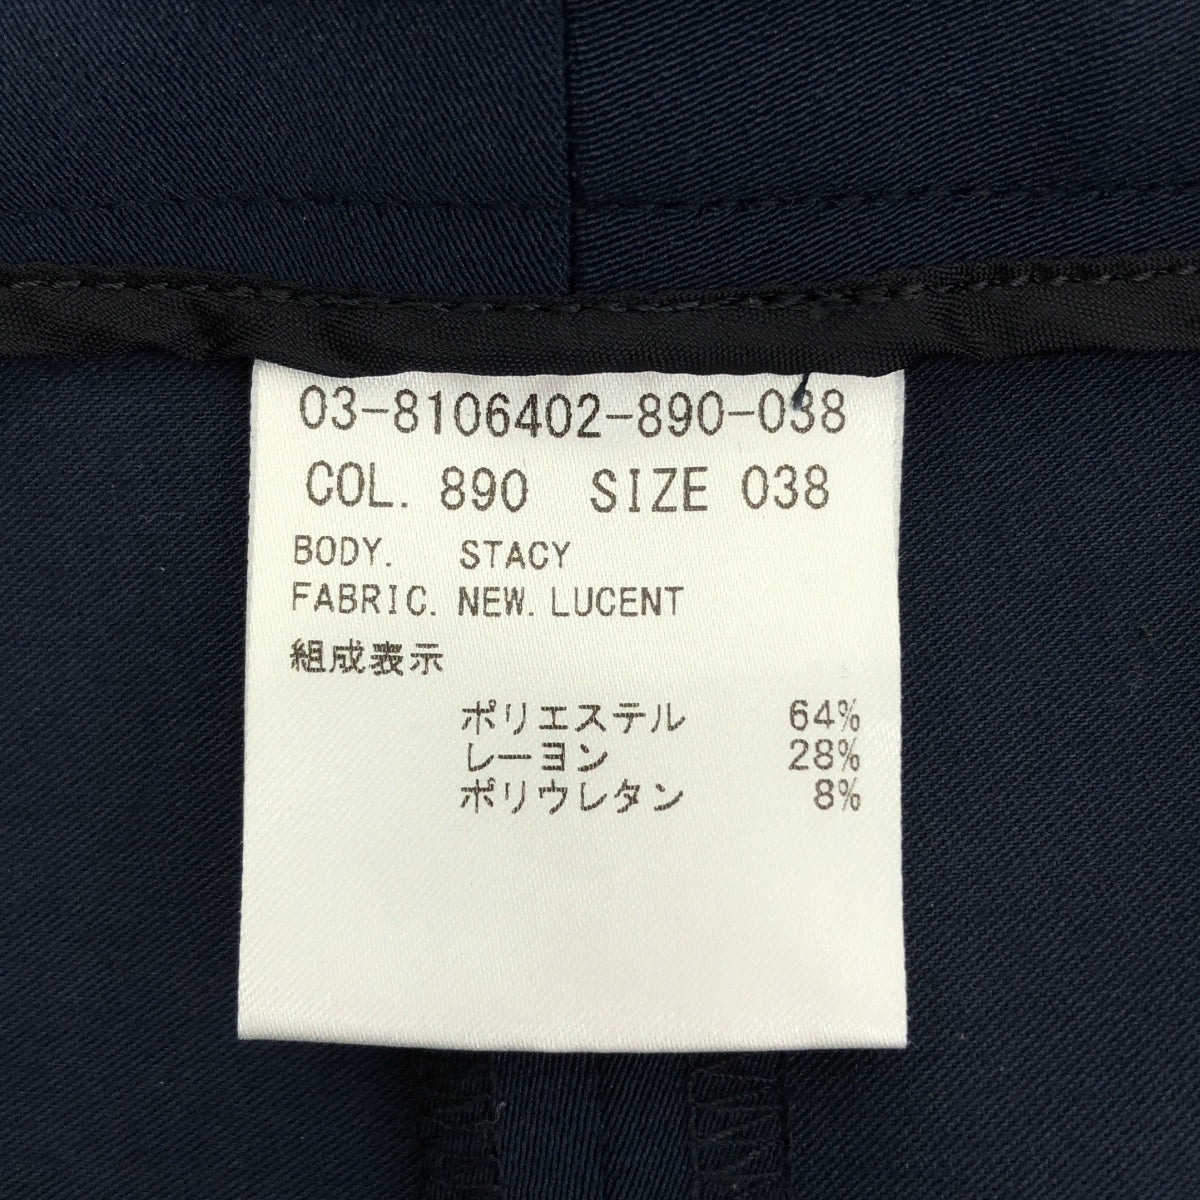 03-8106402-890-038
COL. 890 SIZE 038
BODY. STACY
FABRIC. NEW. LUCENT
組成表示
ポリエステル 64%
レーヨン 28%
ポリウレタン 8%